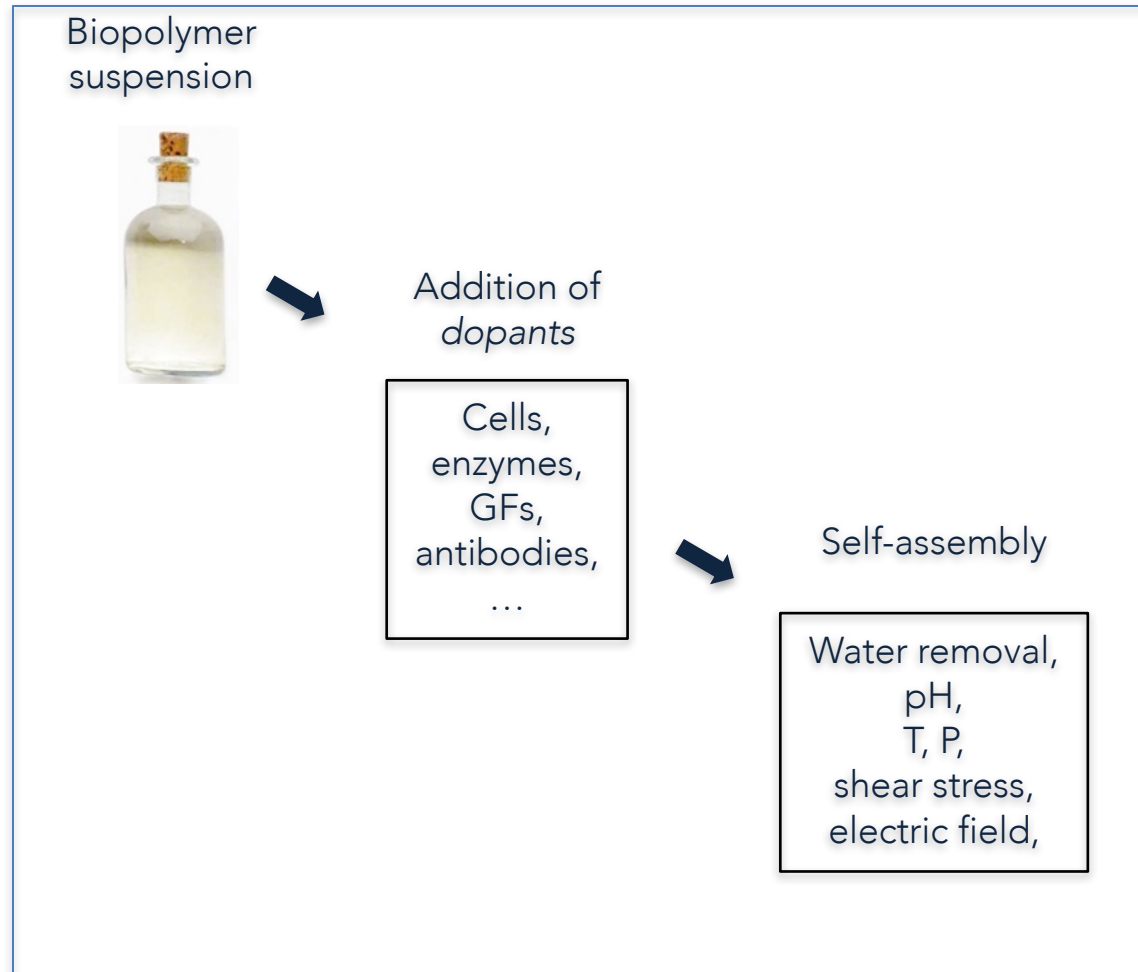 Biopolymer
suspension
Addition of
dopants
Cells,
enzymes,
GFs,
antibodies,
…
Self-assembly
Water removal,
pH,
T, P,
shear stress,
electric field,